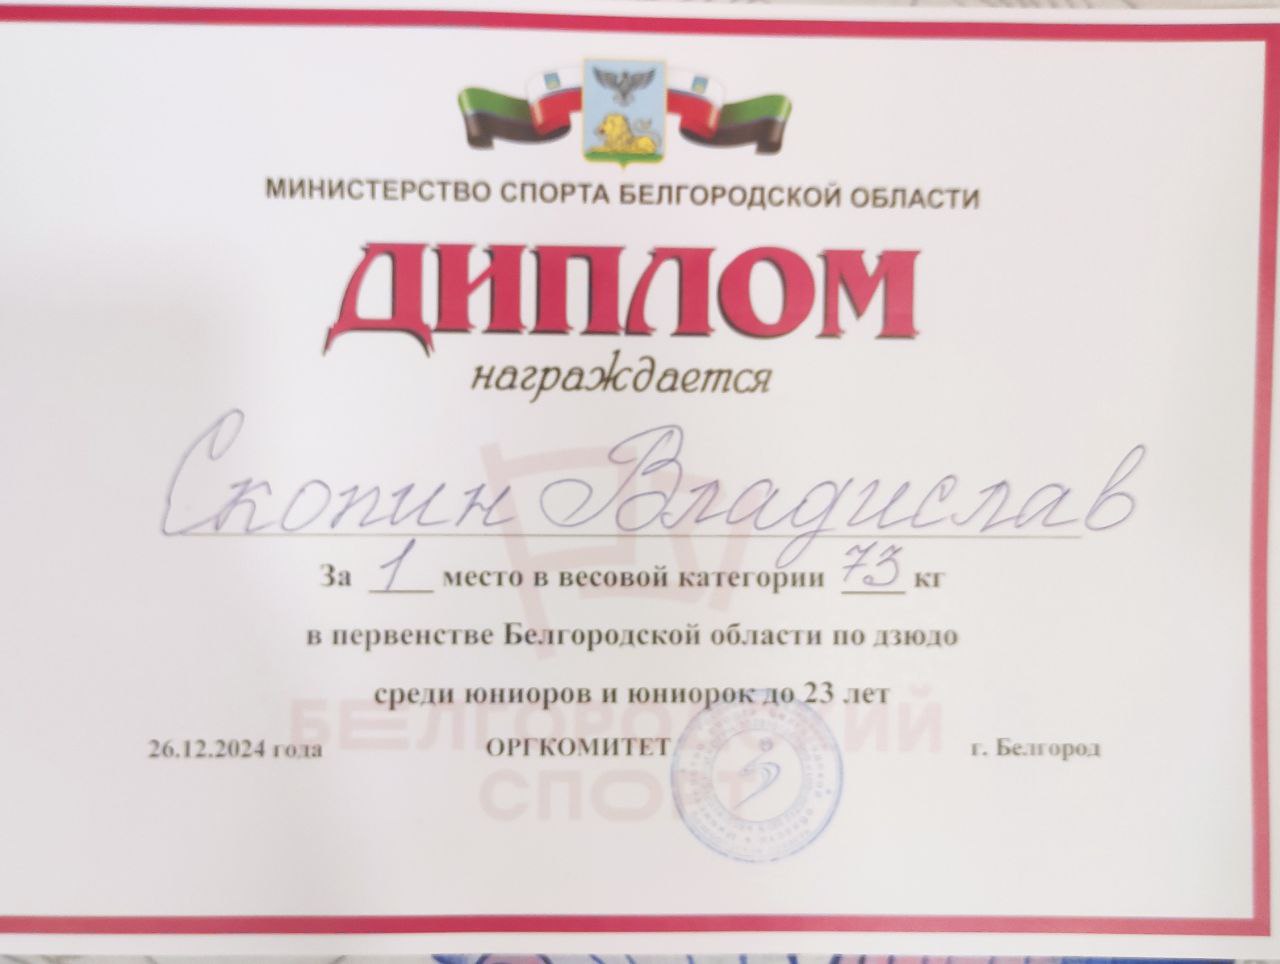 МИНИСТЕРСТВО СПОРТА БЕЛГОРОДСКОЙ ОБЛАСТИ
ДИПЛОМ
награждается
Скопин Владислав
За 1 место в весовой категории 73 кг
в первенстве Белгородской области по дзюдо
среди юниоров и юниорок до 23 лет
БЕЛГОРОДСКИЙ
26.12.2024 года ОРГКОМИТЕТ г. Белгород
СПОРТ